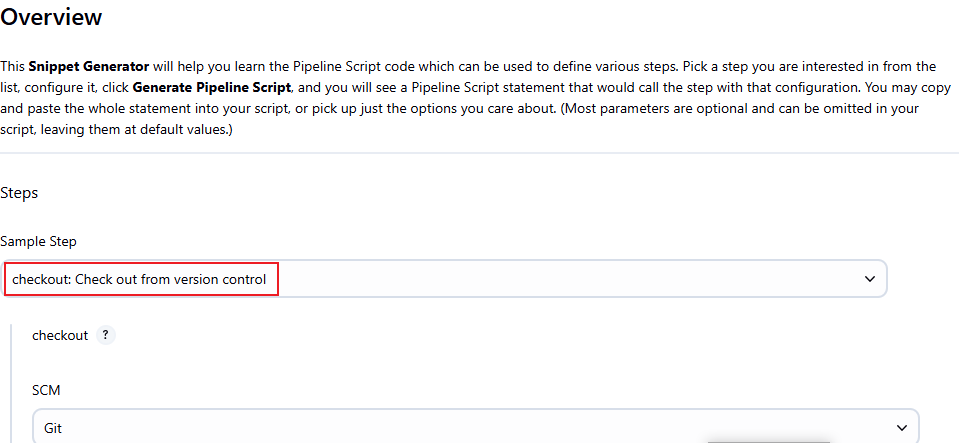 Overview
This Snippet Generator will help you learn the Pipeline Script code which can be used to define various steps. Pick a step you are interested in from the
list, configure it, click Generate Pipeline Script, and you will see a Pipeline Script statement that would call the step with that configuration. You may copy
and paste the whole statement into your script, or pick up just the options you care about. (Most parameters are optional and can be omitted in your
script, leaving them at default values.)
Steps
Sample Step
checkout: Check out from version control
checkout ?
SCM
Git